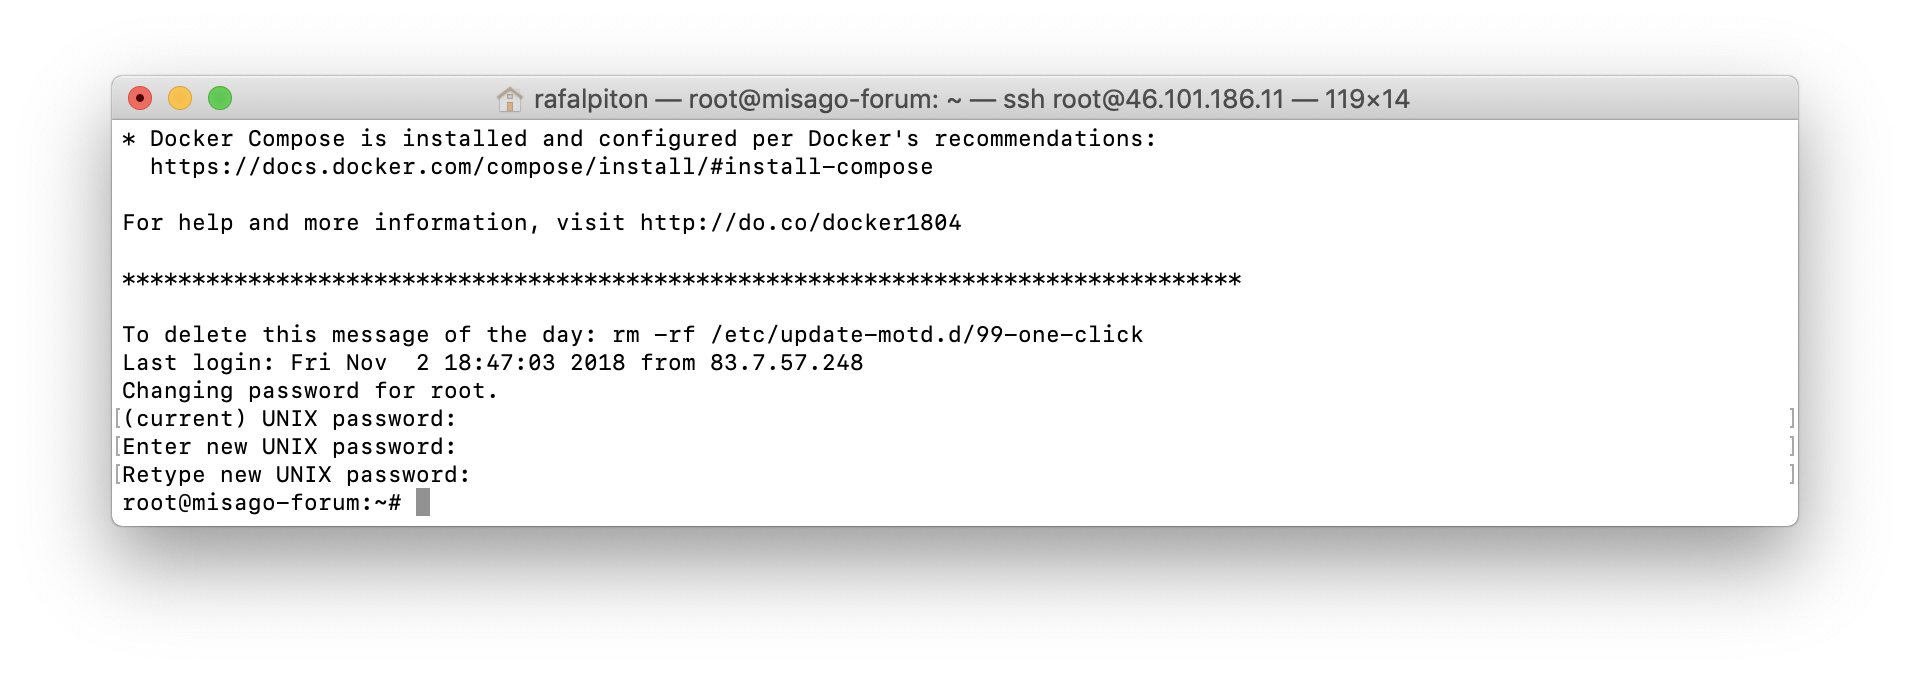 rafalpiton — root@misago-forum: ~ — ssh root@46.101.186.11 — 119×14
* Docker Compose is installed and configured per Docker's recommendations:
  https://docs.docker.com/compose/install/#install-compose
For help and more information, visit http://do.co/docker1804
********************************************************************************
To delete this message of the day: rm -rf /etc/update-motd.d/99-one-click
Last login: Fri Nov  2 18:47:03 2018 from 83.7.57.248
Changing password for root.
[(current) UNIX password: ]
[Enter new UNIX password: ]
[Retype new UNIX password: ]
root@misago-forum:~#